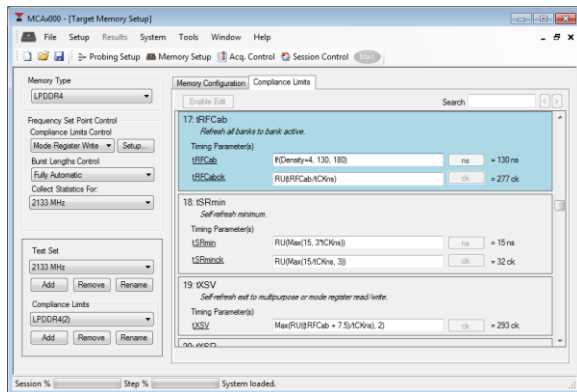 MCAx000 - [Target Memory Setup]
File Setup Results System Tools Window Help
Probing Setup Memory Setup Acq. Control Session Control Start
Memory Type
LPDDR4
Frequency Set Point Control
Compliance Limits Control
Mode Register Write Setup...
Burst Lengths Control
Fully Automatic
Collect Statistics For:
2133 MHz
Test Set
2133 MHz
Add Remove Rename
Compliance Limits
LPDDR4(2)
Add Remove Rename
Memory Configuration Compliance Limits
Enable Edit Search < >
17: tRFCab
Refresh all banks to bank active.
Timing Parameter(s)
tRFCab If(Density=4, 130, 180) ns = 130 ns
tRFCabck RU(tRFCab/tCKns) ck = 277 ck
18: tSRmin
Self-refresh minimum.
Timing Parameter(s)
tSRmin RU(Max(15, 3*tCKns)) ns = 15 ns
tSRminck RU(Max(15/tCKns, 3)) ck = 32 ck
19: tXSV
Self-refresh exit to multipurpose or mode register read/write.
Timing Parameter(s)
tXSV Max(RU((tRFCab + 7.5)/tCKns), 2) ck = 293 ck
20: tXSR
Session % Step % System loaded.